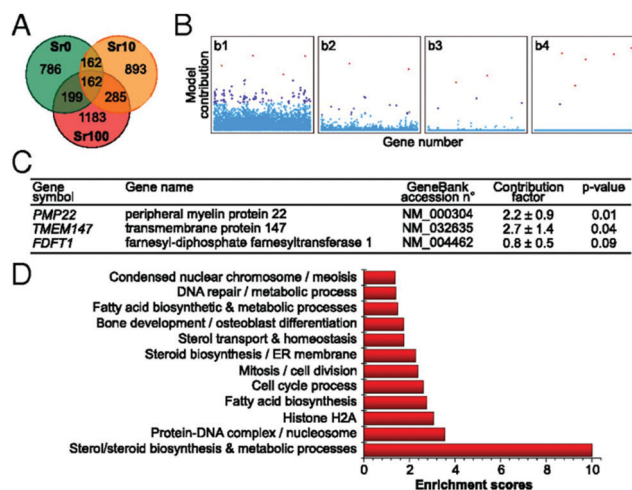 A
Sr0
Sr10
786
162
893
162
199
285
1183
Sr100
B
b1
b2
b3
b4
Model
contribution
Gene number
C
Gene symbol Gene name GeneBank accession n° Contribution factor p-value
PMP22 peripheral myelin protein 22 NM_000304 2.2 ± 0.9 0.01
TMEM147 transmembrane protein 147 NM_032635 2.7 ± 1.4 0.04
FDFT1 farnesyl-diphosphate farnesyltransferase 1 NM_004462 0.8 ± 0.5 0.09
D
Condensed nuclear chromosome / meoisis
DNA repair / metabolic process
Fatty acid biosynthetic & metabolic processes
Bone development / osteoblast differentiation
Sterol transport & homeostasis
Steroid biosynthesis / ER membrane
Mitosis / cell division
Cell cycle process
Fatty acid biosynthesis
Histone H2A
Protein-DNA complex / nucleosome
Sterol/steroid biosynthesis & metabolic processes
0 2 4 6 8 10
Enrichment scores